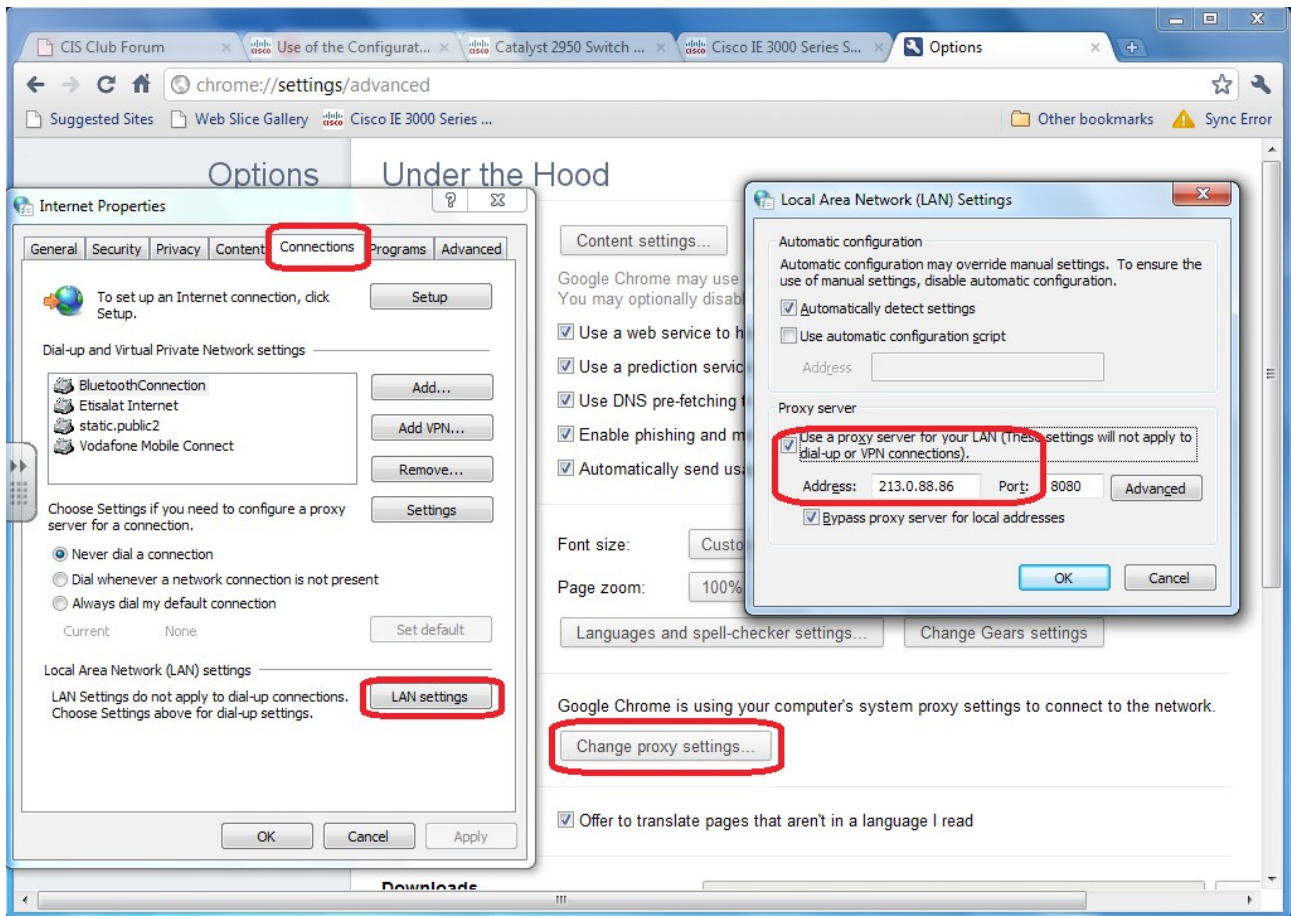 CIS Club Forum
Use of the Configurat...
Catalyst 2950 Switch ...
Cisco IE 3000 Series S...
Options
chrome://settings/advanced
Suggested Sites
Web Slice Gallery
Cisco IE 3000 Series ...
Other bookmarks
Sync Error
Options
Under the Hood
Internet Properties
General Security Privacy Content Connections Programs Advanced
To set up an Internet connection, click
Setup.
Setup
Dial-up and Virtual Private Network settings
BluetoothConnection
Etisalat Internet
static.public2
Vodafone Mobile Connect
Add...
Add VPN...
Remove...
Choose Settings if you need to configure a proxy
server for a connection.
Settings
Never dial a connection
Dial whenever a network connection is not present
Always dial my default connection
Current None
Set default
Local Area Network (LAN) settings
LAN Settings do not apply to dial-up connections.
Choose Settings above for dial-up settings.
LAN settings
OK Cancel Apply
Content settings...
Google Chrome may use
You may optionally disabl
Use a web service to h
Use a prediction servic
Use DNS pre-fetching
Enable phishing and m
Automatically send us
Font size: Custo
Page zoom: 100%
Languages and spell-checker settings...
Change Gears settings
Google Chrome is using your computer's system proxy settings to connect to the network.
Change proxy settings...
Offer to translate pages that aren't in a language I read
Downloads
Local Area Network (LAN) Settings
Automatic configuration
Automatic configuration may override manual settings. To ensure the
use of manual settings, disable automatic configuration.
Automatically detect settings
Use automatic configuration script
Address
Proxy server
Use a proxy server for your LAN (These settings will not apply to
dial-up or VPN connections).
Address: 213.0.88.86 Port: 8080 Advanced
Bypass proxy server for local addresses
OK Cancel